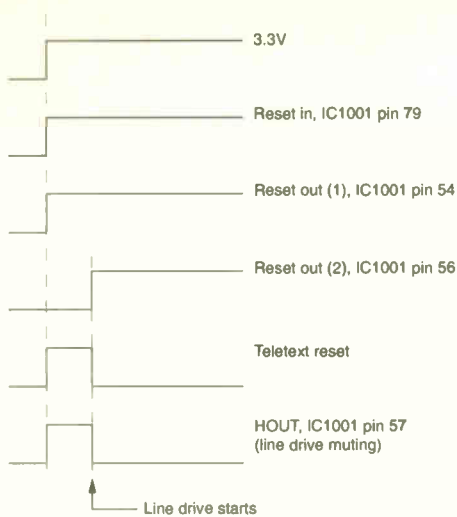 3.3V
Reset in, IC1001 pin 79
Reset out (1), IC1001 pin 54
Reset out (2), IC1001 pin 56
Teletext reset
HOUT, IC1001 pin 57
(line drive muting)
Line drive starts